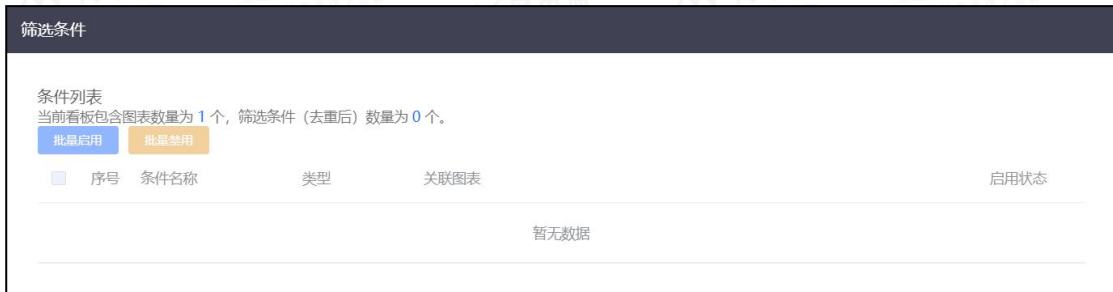 筛选条件
条件列表
当前看板包含图表数量为 1 个，筛选条件（去重后）数量为 0 个。
批量启用 批量禁用
序号 条件名称 类型 关联图表 启用状态
暂无数据